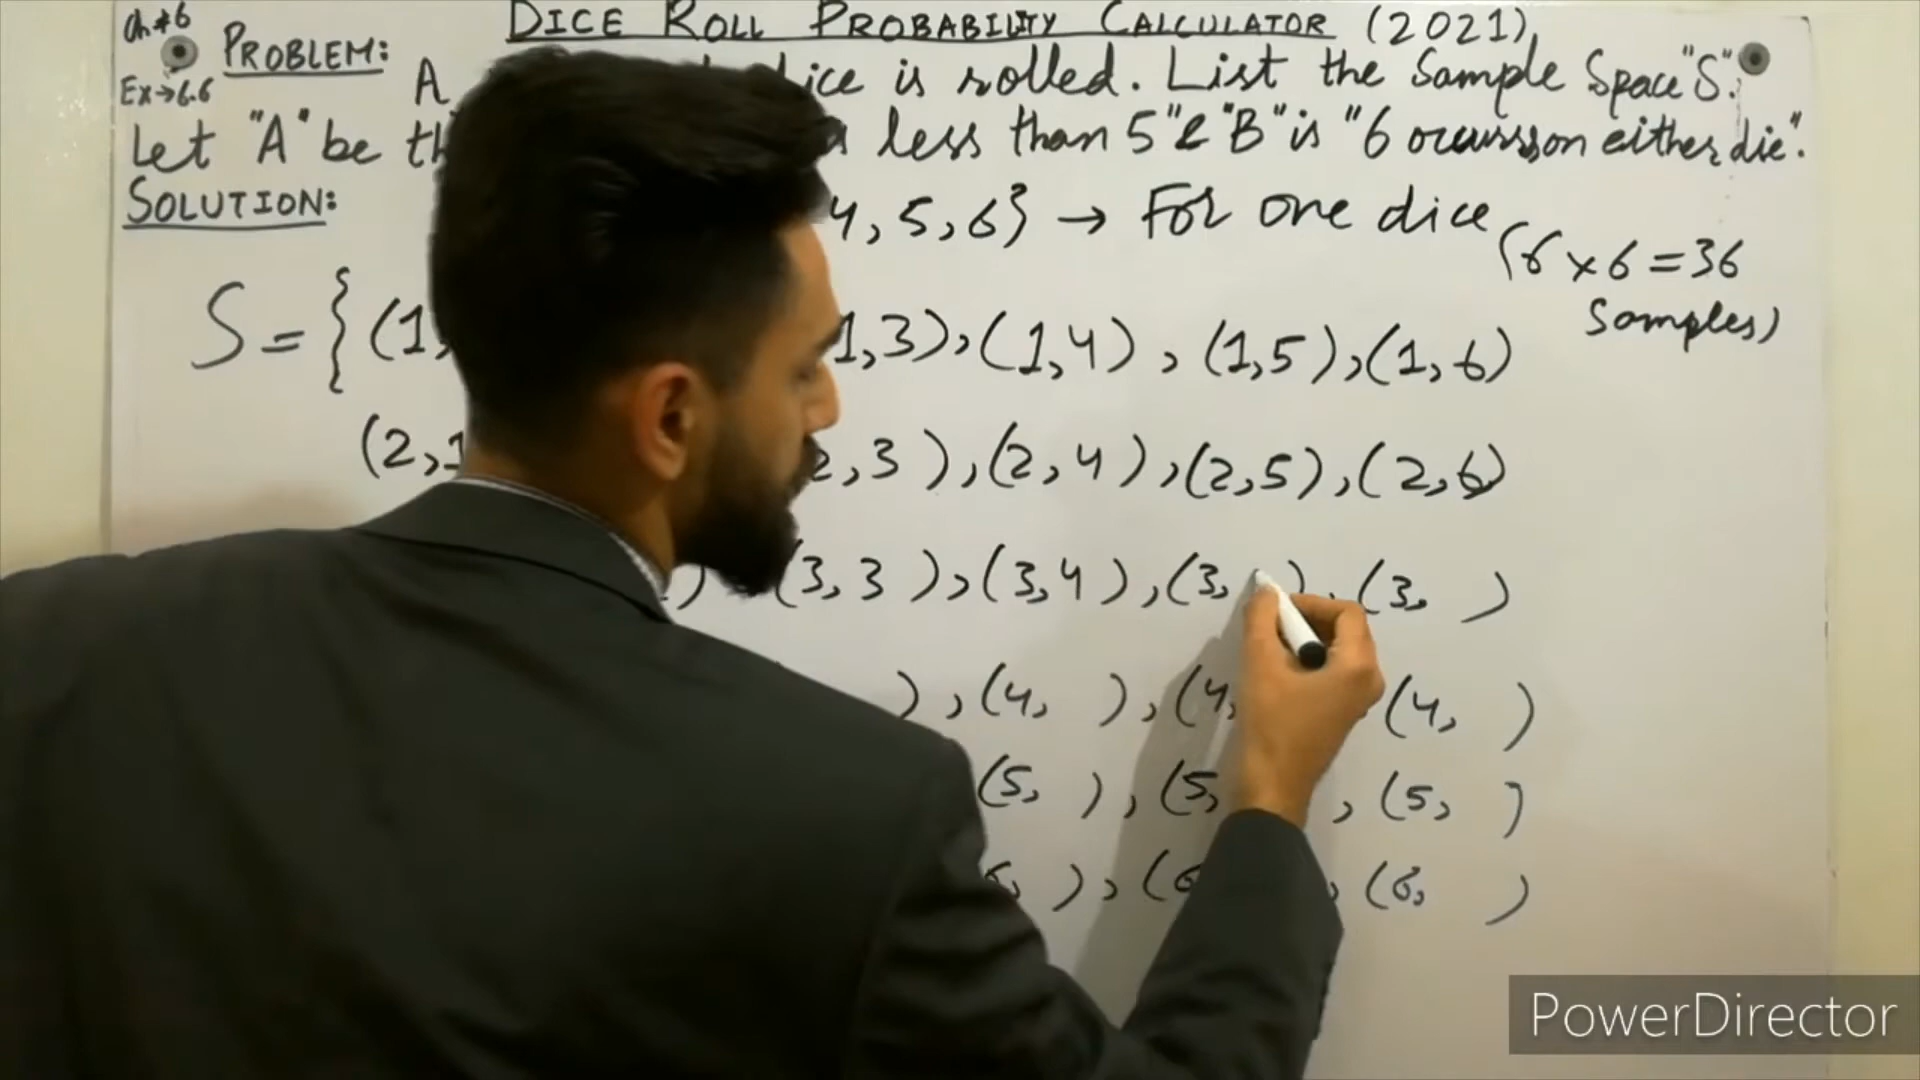 Ch#6
DICE ROLL PROBABILITY CALCULATOR (2021)
PROBLEM: A ice is rolled. List the Sample Space "S".
Ex→6.6
Let "A" be th less than 5" & "B" is "6 occurs on either die".
SOLUTION:
4, 5, 6} → For one dice
(6 × 6 = 36
Samples)
S = { (1, 1,3), (1,4), (1,5), (1,6)
(2,1 2,3), (2,4), (2,5), (2,6)
) (3,3), (3,4), (3, ), (3, )
), (4, ), (4, (4, )
(5, ), (5, , (5, )
6, ), (6 , (6, )
PowerDirector